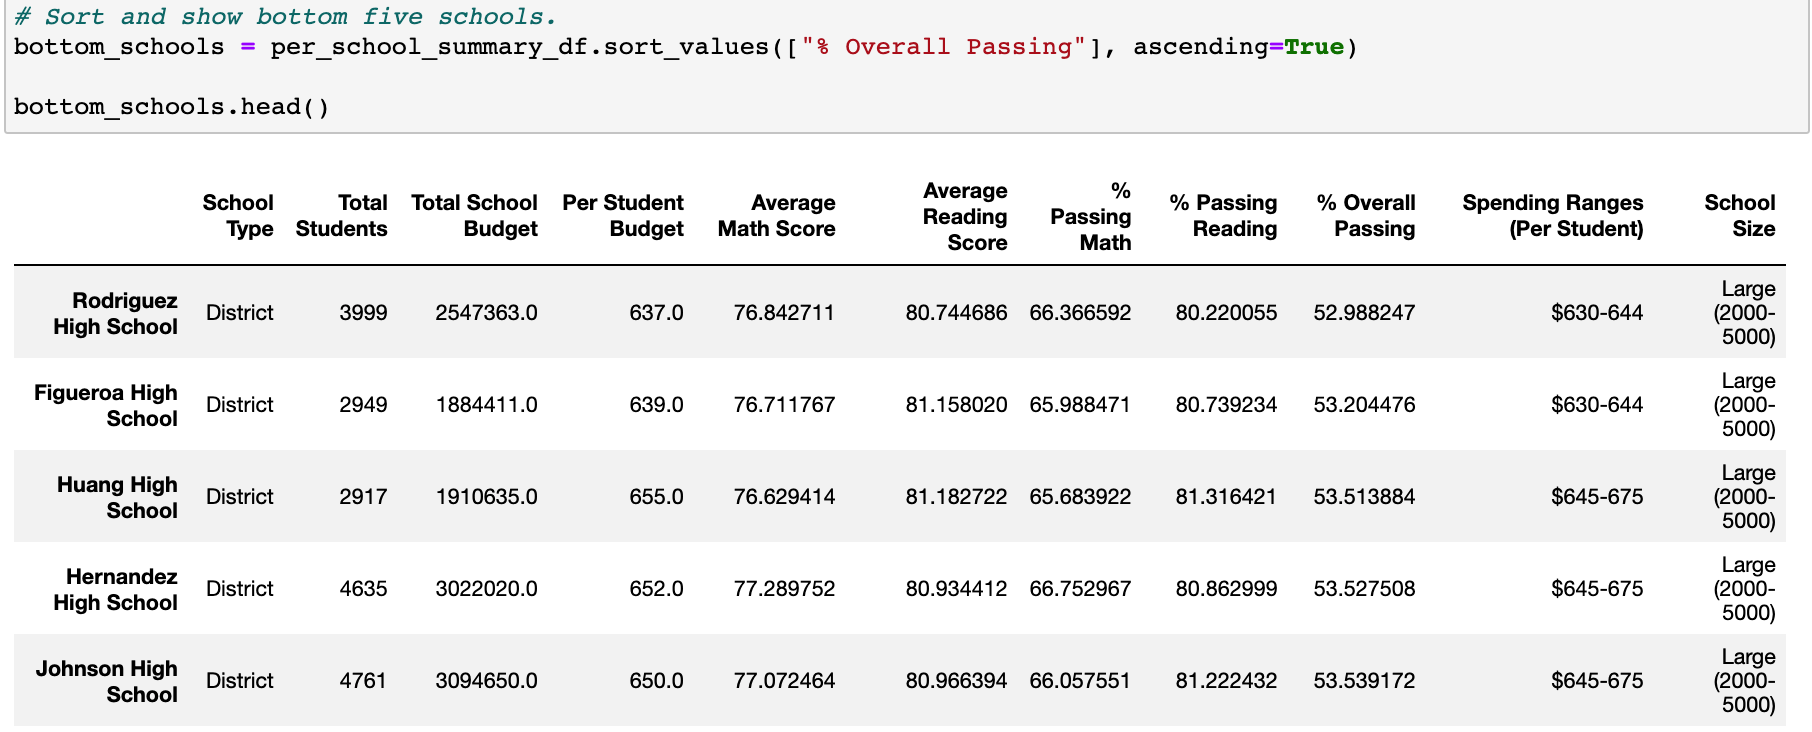 # Sort and show bottom five schools.
bottom_schools = per_school_summary_df.sort_values(["% Overall Passing"], ascending=True)
bottom_schools.head()
School Type Total Students Total School Budget Per Student Budget Average Math Score Average Reading Score % Passing Math % Passing Reading % Overall Passing Spending Ranges (Per Student) School Size
Rodriguez High School District 3999 2547363.0 637.0 76.842711 80.744686 66.366592 80.220055 52.988247 $630-644 Large (2000-5000)
Figueroa High School District 2949 1884411.0 639.0 76.711767 81.158020 65.988471 80.739234 53.204476 $630-644 Large (2000-5000)
Huang High School District 2917 1910635.0 655.0 76.629414 81.182722 65.683922 81.316421 53.513884 $645-675 Large (2000-5000)
Hernandez High School District 4635 3022020.0 652.0 77.289752 80.934412 66.752967 80.862999 53.527508 $645-675 Large (2000-5000)
Johnson High School District 4761 3094650.0 650.0 77.072464 80.966394 66.057551 81.222432 53.539172 $645-675 Large (2000-5000)